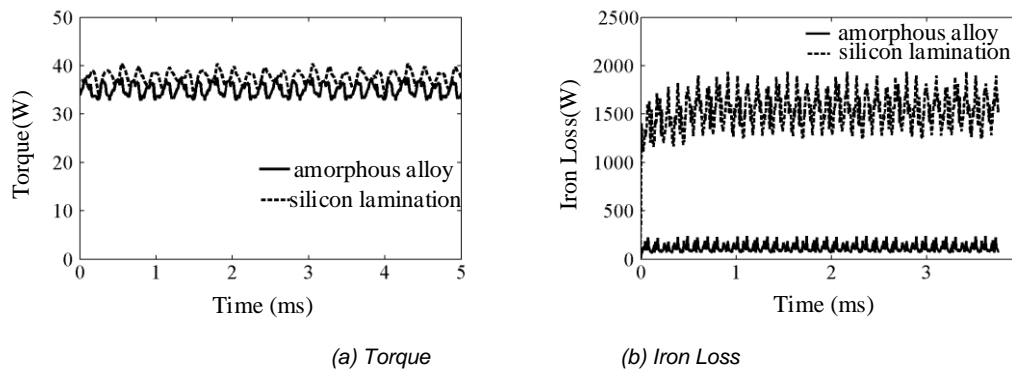 50
40
30
20
10
0
Torque(W)
amorphous alloy
silicon lamination
0 1 2 3 4 5
Time (ms)
(a) Torque
2500
2000
1500
1000
500
0
Iron Loss(W)
amorphous alloy
silicon lamination
0 1 2 3
Time (ms)
(b) Iron Loss